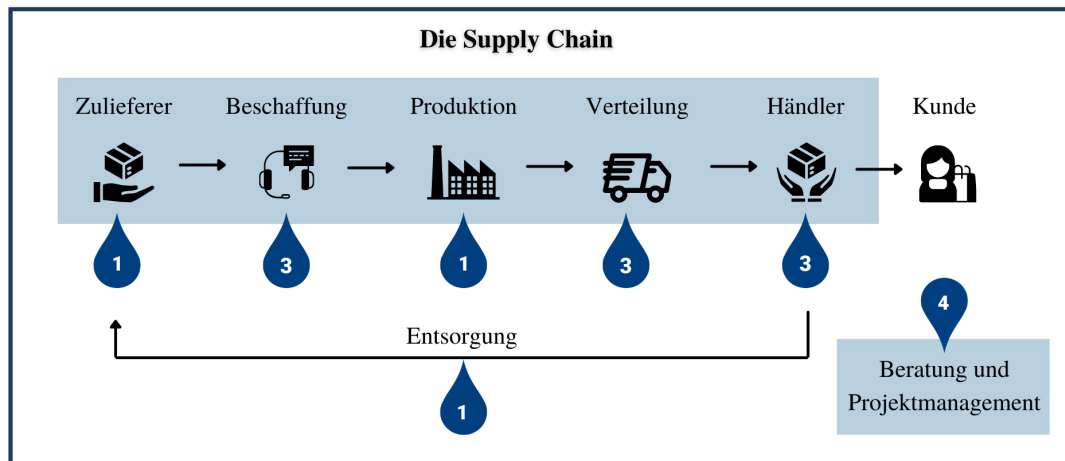 Die Supply Chain
Zulieferer Beschaffung Produktion Verteilung Händler Kunde
1 3 1 3 3
4
Entsorgung
1
Beratung und
Projektmanagement